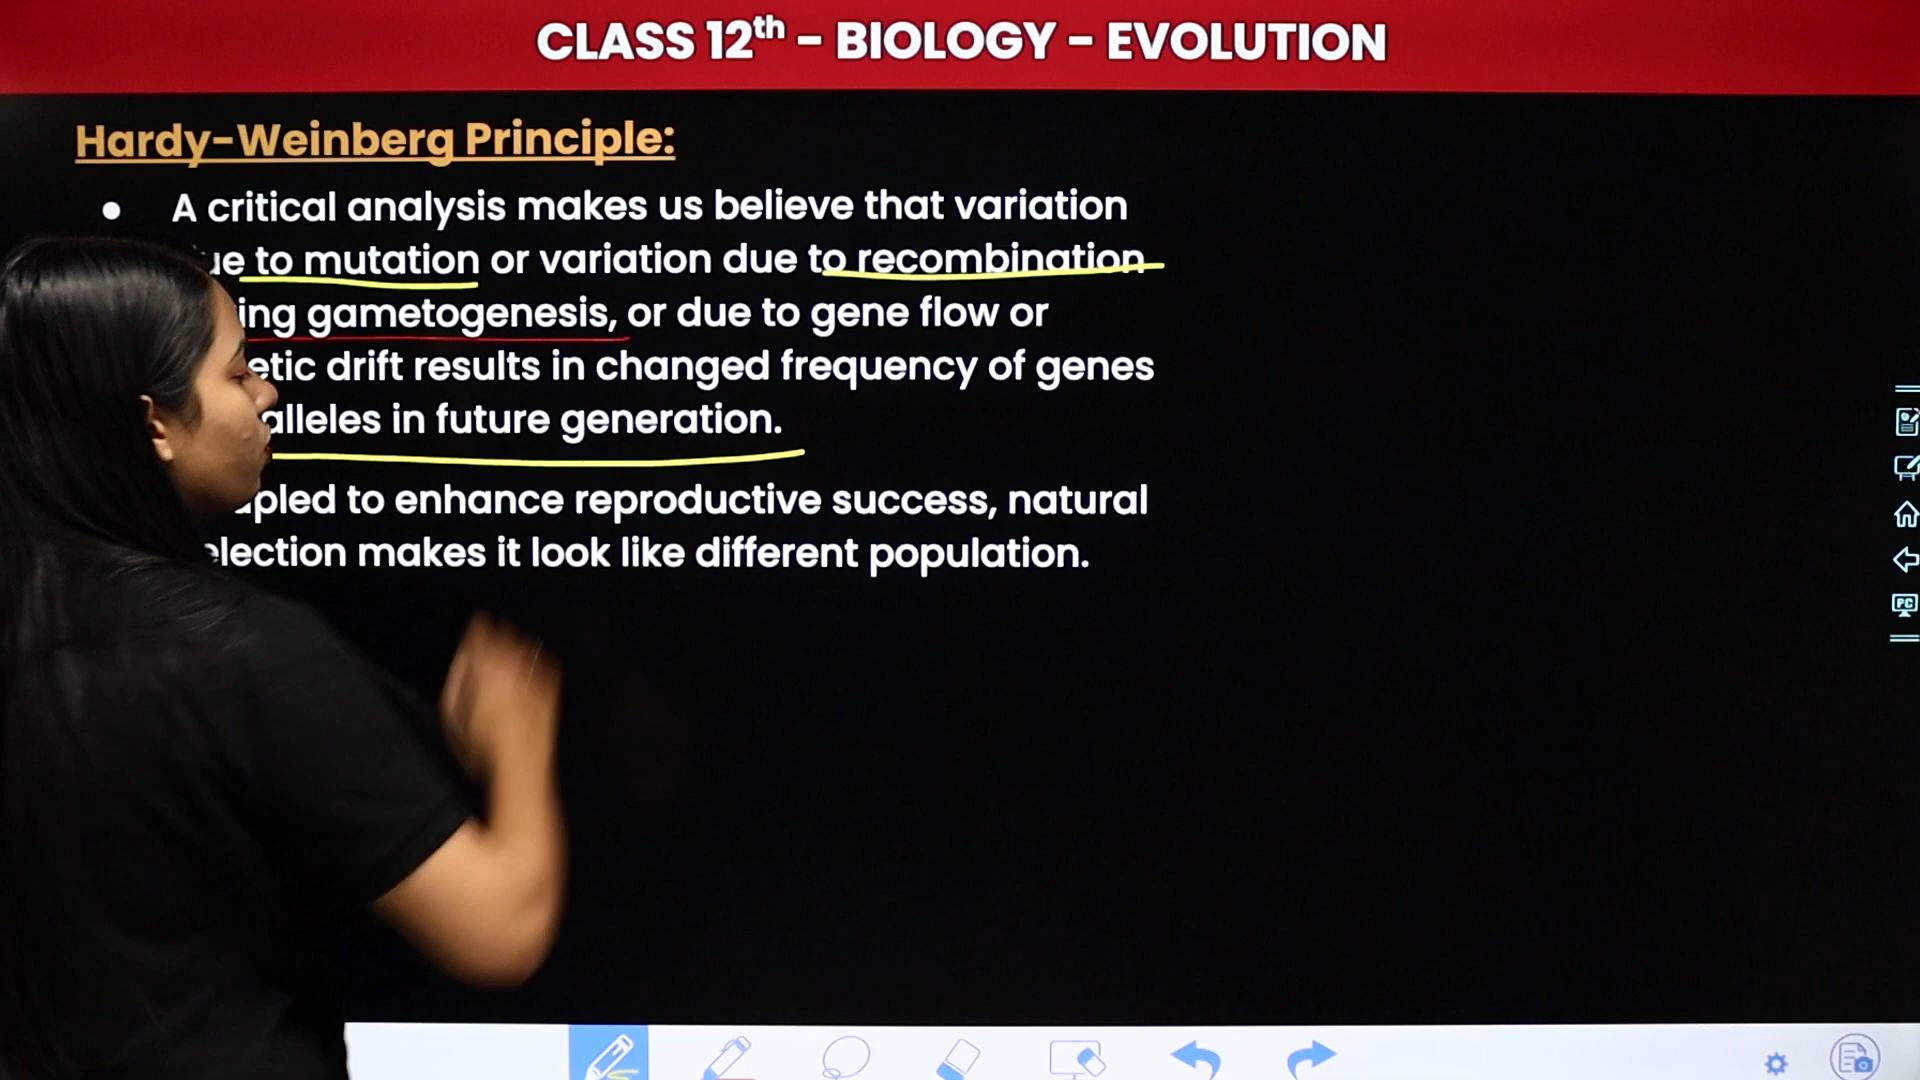 CLASS 12th - BIOLOGY - EVOLUTION
Hardy-Weinberg Principle:
• A critical analysis makes us believe that variation
to mutation or variation due to recombination
gametogenesis, or due to gene flow or
drift results in changed frequency of genes
alleles in future generation.
to enhance reproductive success, natural
makes it look like different population.
PC